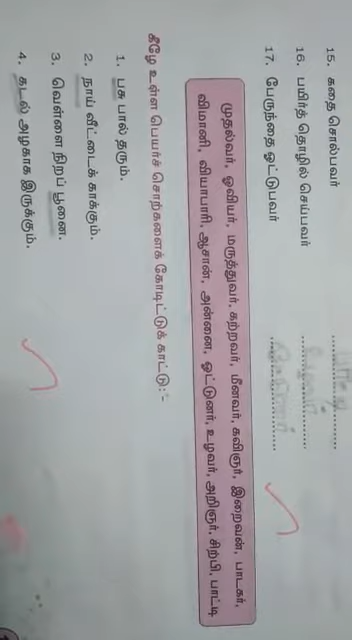 15. கதை சொல்பவர் ..................
16. பயிர்த் தொழில் செய்பவர் ..................
17. பேருந்தை ஓட்டுபவர் ..................
முதல்வர், ஓவியர், மருத்துவர், கற்றவர், மீனவர், கவிஞர், இறைவன், பாடகர்,
விமானி, வியாபாரி, ஆசான், அன்னை, ஓட்டுனர், உழவர், அறிஞர், சிற்பி, பாட்டி
கீழே உள்ள பெயர்ச் சொற்களைக் கோடிட்டுக் காட்டு:-
1. பசு பால் தரும்.
2. நாய் வீட்டைக் காக்கும்.
3. வெள்ளை நிறப் பூனை.
4. கடல் அழகாக இருக்கும்.